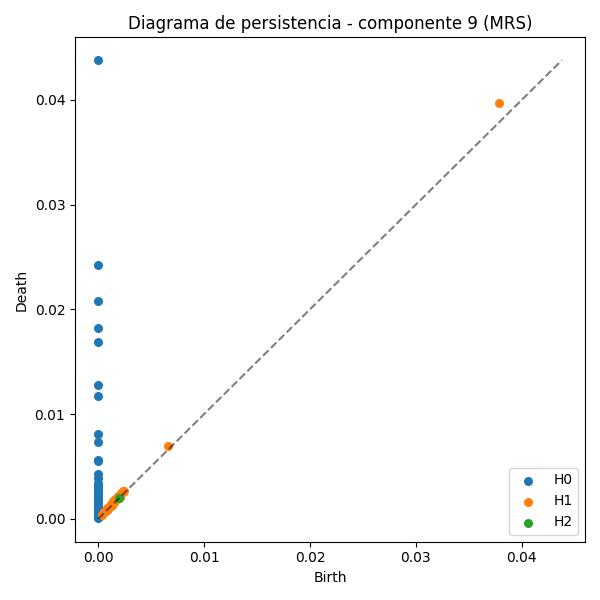 Diagrama de persistencia - componente 9 (MRS)
Death
0.04
0.03
0.02
0.01
0.00
0.00 0.01 0.02 0.03 0.04
Birth
H0
H1
H2